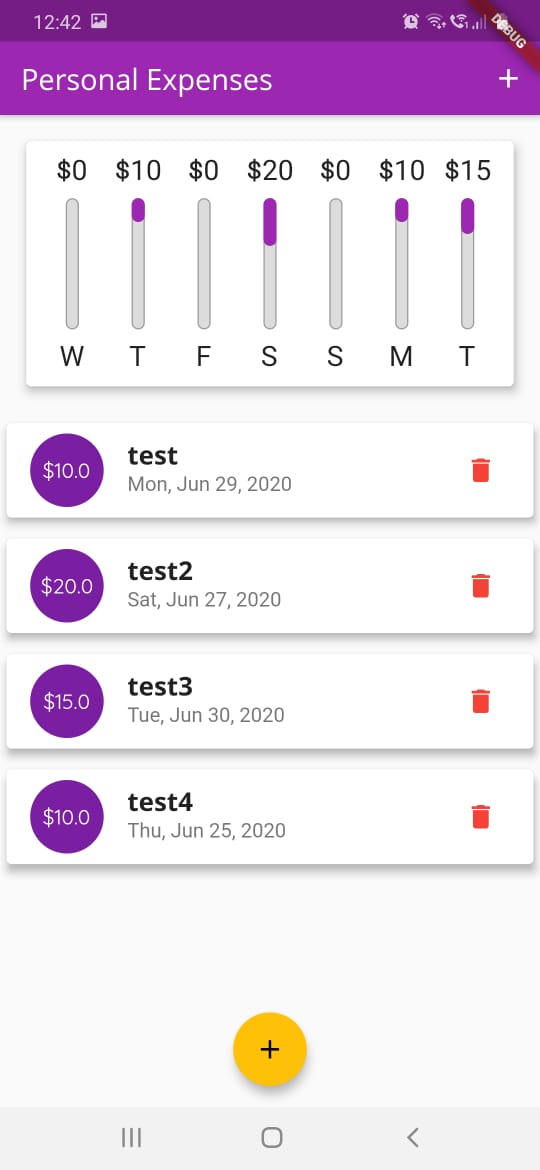 12:42
DEBUG
Personal Expenses
+
$0 $10 $0 $20 $0 $10 $15
W T F S S M T
$10.0
test
Mon, Jun 29, 2020
$20.0
test2
Sat, Jun 27, 2020
$15.0
test3
Tue, Jun 30, 2020
$10.0
test4
Thu, Jun 25, 2020
+